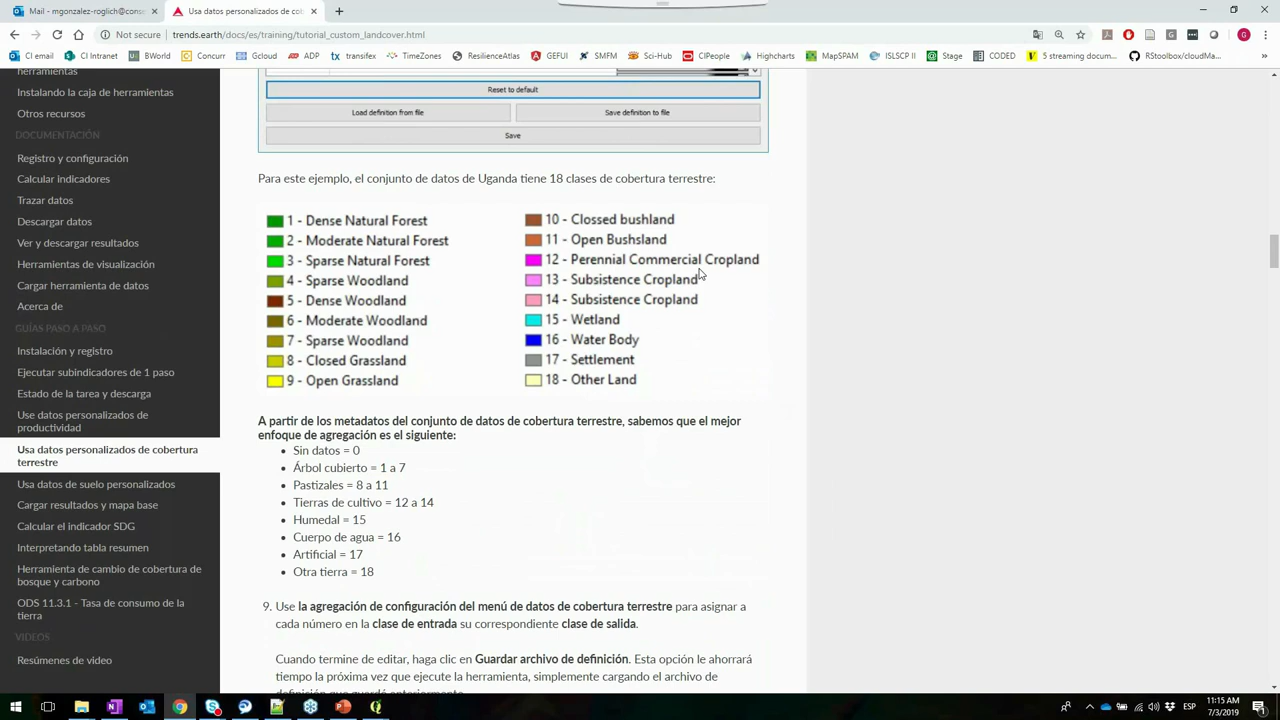 Mail - mgonzalez-roglich@conse
Usa datos personalizados de cobe
Not secure
trends.earth/docs/es/training/tutorial_custom_landcover.html
CI email
CI Intranet
BWorld
Concurr
Gcloud
ADP
transifex
TimeZones
ResilienceAtlas
GEFUI
SMFM
Sci-Hub
CIPeople
Highcharts
MapSPAM
ISLSCP II
Stage
CODED
5 streaming docum...
RStoolbox/cloudMa...
herramientas
Instalando la caja de herramientas
Otros recursos
DOCUMENTACIÓN
Registro y configuración
Calcular indicadores
Trazar datos
Descargar datos
Ver y descargar resultados
Herramientas de visualización
Cargar herramienta de datos
Acerca de
GUÍAS PASO A PASO
Instalación y registro
Ejecutar subindicadores de 1 paso
Estado de la tarea y descarga
Use datos personalizados de
productividad
Usa datos personalizados de cobertura
terrestre
Usa datos de suelo personalizados
Cargar resultados y mapa base
Calcular el indicador SDG
Interpretando tabla resumen
Herramienta de cambio de cobertura de
bosque y carbono
ODS 11.3.1 - Tasa de consumo de la
tierra
VIDEOS
Resúmenes de video
Reset to default
Load definition from file
Save definition to file
Save
Para este ejemplo, el conjunto de datos de Uganda tiene 18 clases de cobertura terrestre:
1 - Dense Natural Forest
2 - Moderate Natural Forest
3 - Sparse Natural Forest
4 - Sparse Woodland
5 - Dense Woodland
6 - Moderate Woodland
7 - Sparse Woodland
8 - Closed Grassland
9 - Open Grassland
10 - Clossed bushland
11 - Open Bushsland
12 - Perennial Commercial Cropland
13 - Subsistence Cropland
14 - Subsistence Cropland
15 - Wetland
16 - Water Body
17 - Settlement
18 - Other Land
A partir de los metadatos del conjunto de datos de cobertura terrestre, sabemos que el mejor
enfoque de agregación es el siguiente:
Sin datos = 0
Árbol cubierto = 1 a 7
Pastizales = 8 a 11
Tierras de cultivo = 12 a 14
Humedal = 15
Cuerpo de agua = 16
Artificial = 17
Otra tierra = 18
9. Use la agregación de configuración del menú de datos de cobertura terrestre para asignar a
cada número en la clase de entrada su correspondiente clase de salida.
Cuando termine de editar, haga clic en Guardar archivo de definición. Esta opción le ahorrará
tiempo la próxima vez que ejecute la herramienta, simplemente cargando el archivo de
definición que guardó anteriormente
ESP
11:15 AM
7/3/2019